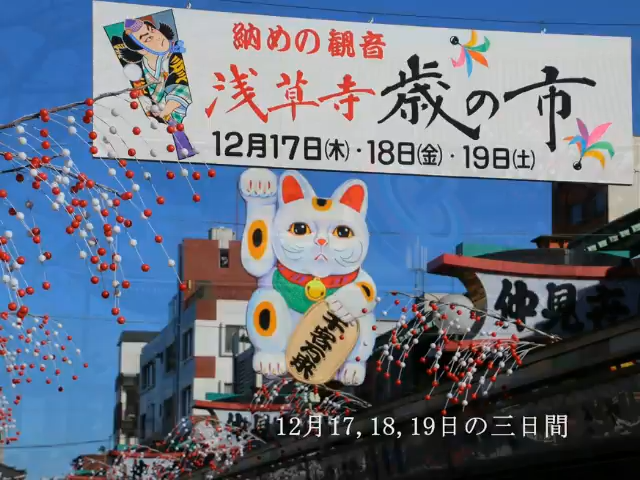 納めの観音
浅草寺 歳の市
12月17日(木)・18日(金)・19日(土)
千客万来
仲見世
12月17,18,19日の三日間